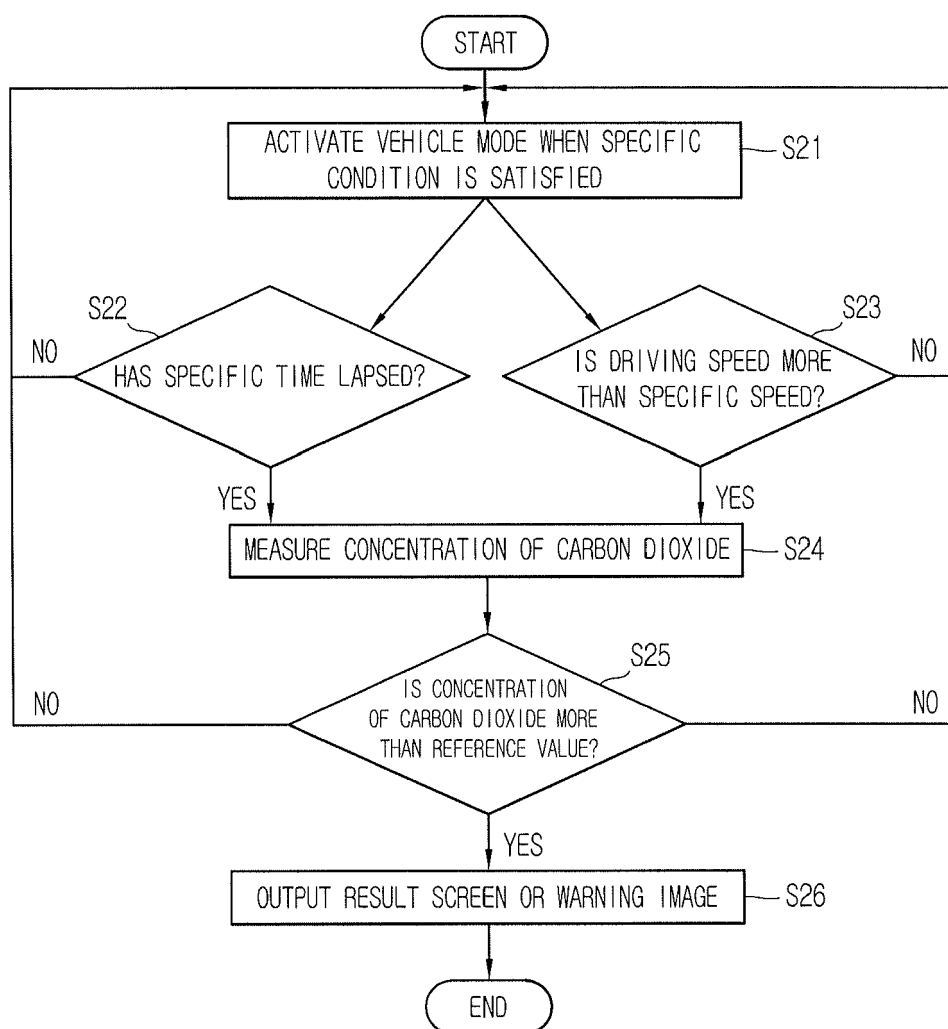 START
ACTIVATE VEHICLE MODE WHEN SPECIFIC
CONDITION IS SATISFIED
S21
S22
S23
NO
HAS SPECIFIC TIME LAPSED?
IS DRIVING SPEED MORE
THAN SPECIFIC SPEED?
NO
YES
YES
MEASURE CONCENTRATION OF CARBON DIOXIDE
S24
S25
NO
IS CONCENTRATION
OF CARBON DIOXIDE MORE
THAN REFERENCE VALUE?
NO
YES
OUTPUT RESULT SCREEN OR WARNING IMAGE
S26
END